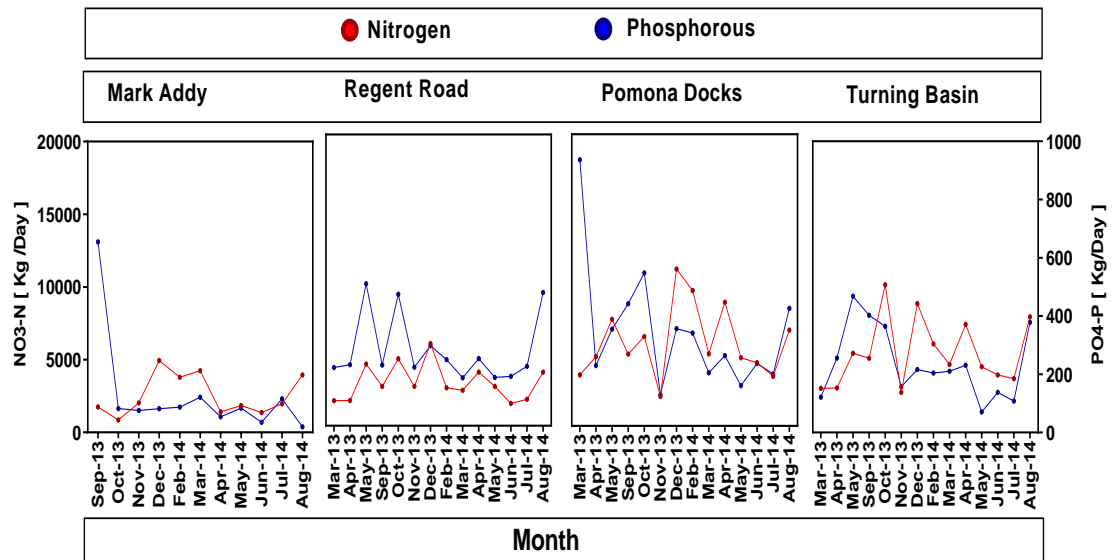 Nitrogen Phosphorous
Mark Addy Regent Road Pomona Docks Turning Basin
20000
15000
10000
5000
0
NO3-N [ Kg /Day ]
1000
800
600
400
200
0
PO4-P [ Kg/Day ]
Sep-13
Oct-13
Nov-13
Dec-13
Feb-14
Mar-14
Apr-14
May-14
Jun-14
Jul-14
Aug-14
Mar-13
Apr-13
May-13
Sep-13
Oct-13
Nov-13
Dec-13
Feb-14
Mar-14
Apr-14
May-14
Jun-14
Jul-14
Aug-14
Mar-13
Apr-13
May-13
Sep-13
Oct-13
Nov-13
Dec-13
Feb-14
Mar-14
Apr-14
May-14
Jun-14
Jul-14
Aug-14
Mar-13
Apr-13
May-13
Sep-13
Oct-13
Nov-13
Dec-13
Feb-14
Mar-14
Apr-14
May-14
Jun-14
Jul-14
Aug-14
Month